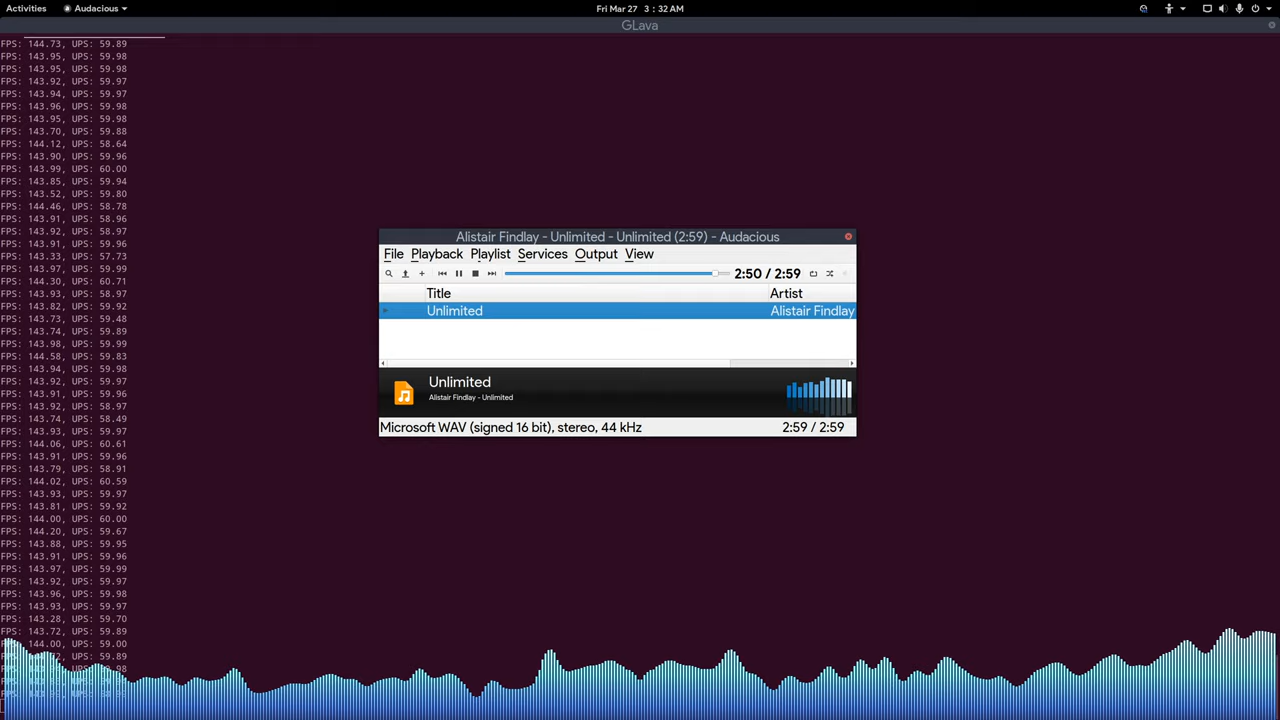 Activities
Audacious
Fri Mar 27 3 : 32 AM
GLava
FPS: 144.73, UPS: 59.89
FPS: 143.95, UPS: 59.98
FPS: 143.95, UPS: 59.98
FPS: 143.92, UPS: 59.97
FPS: 143.94, UPS: 59.97
FPS: 143.96, UPS: 59.98
FPS: 143.95, UPS: 59.98
FPS: 143.70, UPS: 59.88
FPS: 144.12, UPS: 58.64
FPS: 143.90, UPS: 59.96
FPS: 143.99, UPS: 60.00
FPS: 143.85, UPS: 59.94
FPS: 143.52, UPS: 59.80
FPS: 144.46, UPS: 58.78
FPS: 143.91, UPS: 58.96
FPS: 143.92, UPS: 58.97
FPS: 143.91, UPS: 59.96
FPS: 143.33, UPS: 57.73
FPS: 143.97, UPS: 59.99
FPS: 144.30, UPS: 60.71
FPS: 143.93, UPS: 58.97
FPS: 143.82, UPS: 59.92
FPS: 143.73, UPS: 59.48
FPS: 143.74, UPS: 59.89
FPS: 143.98, UPS: 59.99
FPS: 144.58, UPS: 59.83
FPS: 143.94, UPS: 59.98
FPS: 143.92, UPS: 59.97
FPS: 143.91, UPS: 59.96
FPS: 143.92, UPS: 58.97
FPS: 143.74, UPS: 58.49
FPS: 143.93, UPS: 59.97
FPS: 144.06, UPS: 60.61
FPS: 143.91, UPS: 59.96
FPS: 143.79, UPS: 58.91
FPS: 144.02, UPS: 60.59
FPS: 143.93, UPS: 59.97
FPS: 143.81, UPS: 59.92
FPS: 144.00, UPS: 60.00
FPS: 144.20, UPS: 59.67
FPS: 143.88, UPS: 59.95
FPS: 143.91, UPS: 59.96
FPS: 143.97, UPS: 59.99
FPS: 143.92, UPS: 59.97
FPS: 143.96, UPS: 59.98
FPS: 143.93, UPS: 59.97
FPS: 143.28, UPS: 59.70
FPS: 143.72, UPS: 59.89
FPS: 144.00, UPS: 59.00
UPS: 59.89
Alistair Findlay - Unlimited - Unlimited (2:59) - Audacious
File Playback Playlist Services Output View
2:50 / 2:59
Title Artist
Unlimited Alistair Findlay
Unlimited
Alistair Findlay - Unlimited
Microsoft WAV (signed 16 bit), stereo, 44 kHz 2:59 / 2:59